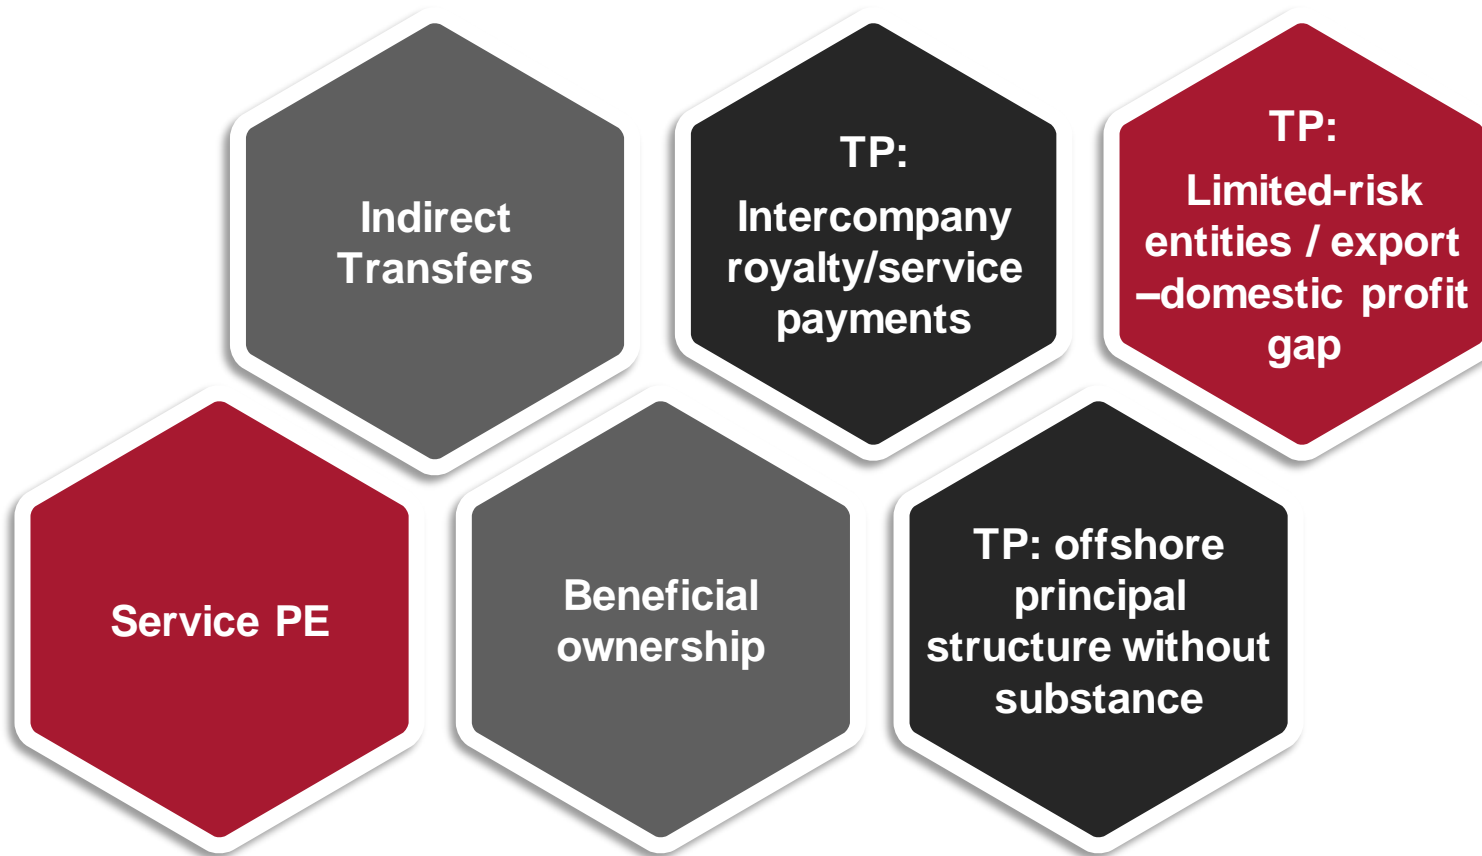 Indirect
Transfers
TP:
Intercompany
royalty/service
payments
TP:
Limited-risk
entities / export
–domestic profit
gap
Service PE
Beneficial
ownership
TP: offshore
principal
structure without
substance